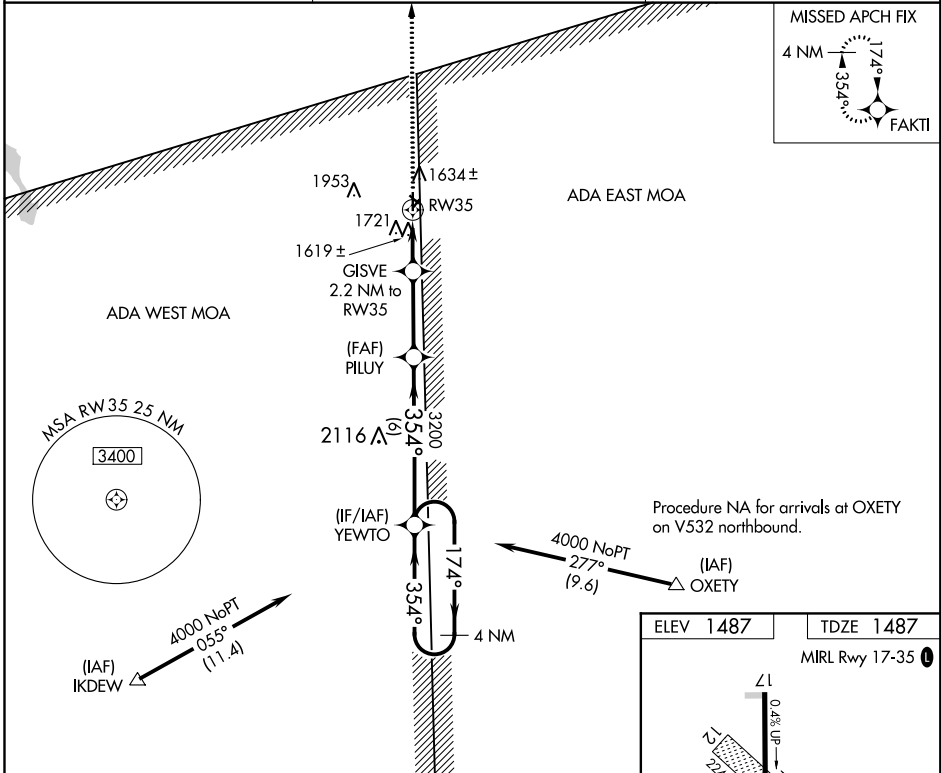 MISSED APCH FIX
4 NM
174°
354°
FAKTI
1953
1634 ±
RW35
ADA EAST MOA
1721
1619 ±
GISVE
2.2 NM to
RW35
ADA WEST MOA
(FAF)
PILUY
MSA RW 35 25 NM
3400
2116
(6)
354°
3200
(IF/IAF)
YEWTO
Procedure NA for arrivals at OXETY
on V532 northbound.
174°
354°
4 NM
4000 NoPT
277°
(9.6)
(IAF)
OXETY
4000 NoPT
055°
(11.4)
(IAF)
IKDEW
ELEV 1487
TDZE 1487
MIRL Rwy 17-35 L
17
0.4% UP
12